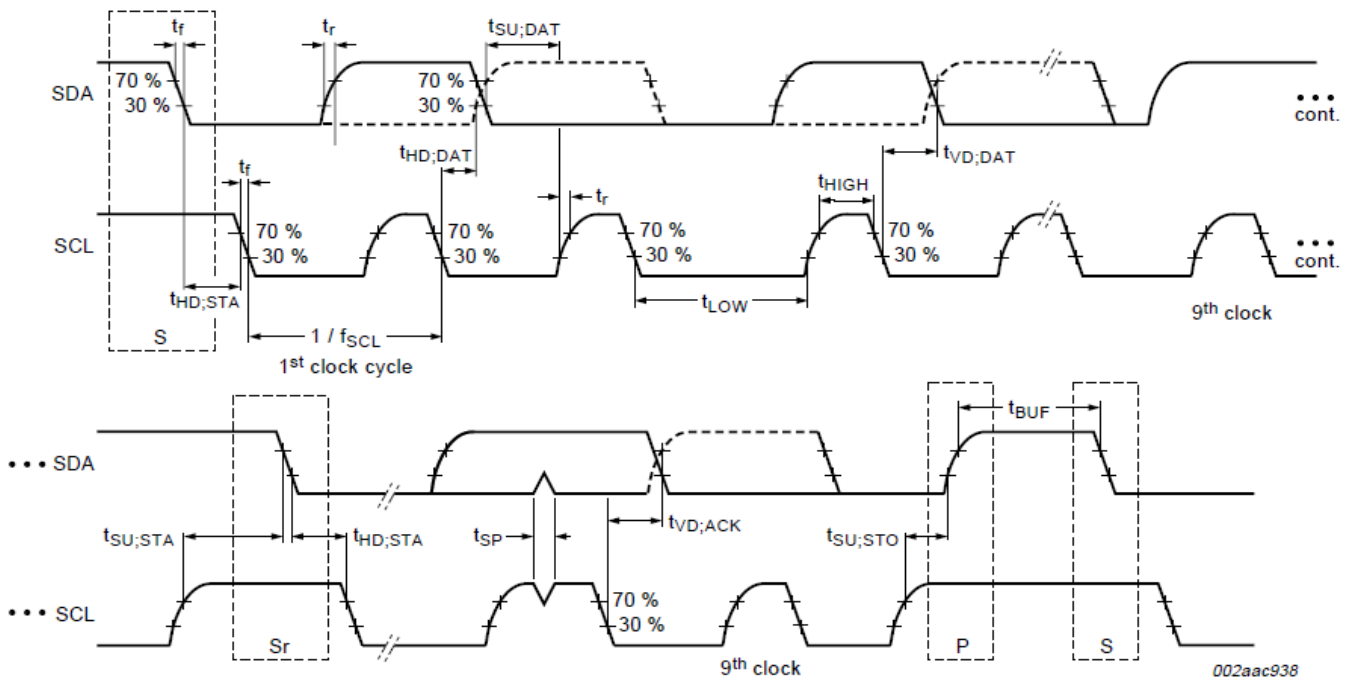 tf tr tSU;DAT
70 % 70 %
SDA 30 % 30 % ••• cont.
tf tHD;DAT tVD;DAT
tr tHIGH
70 % 70 % 70 % 70 %
SCL 30 % 30 % 30 % 30 % ••• cont.
tHD;STA tLOW
S 1 / fSCL 9th clock
1st clock cycle
tBUF
••• SDA
tSU;STA tHD;STA tSP tVD;ACK tSU;STO
••• SCL 70 %
30 %
Sr P S
9th clock 002aac938